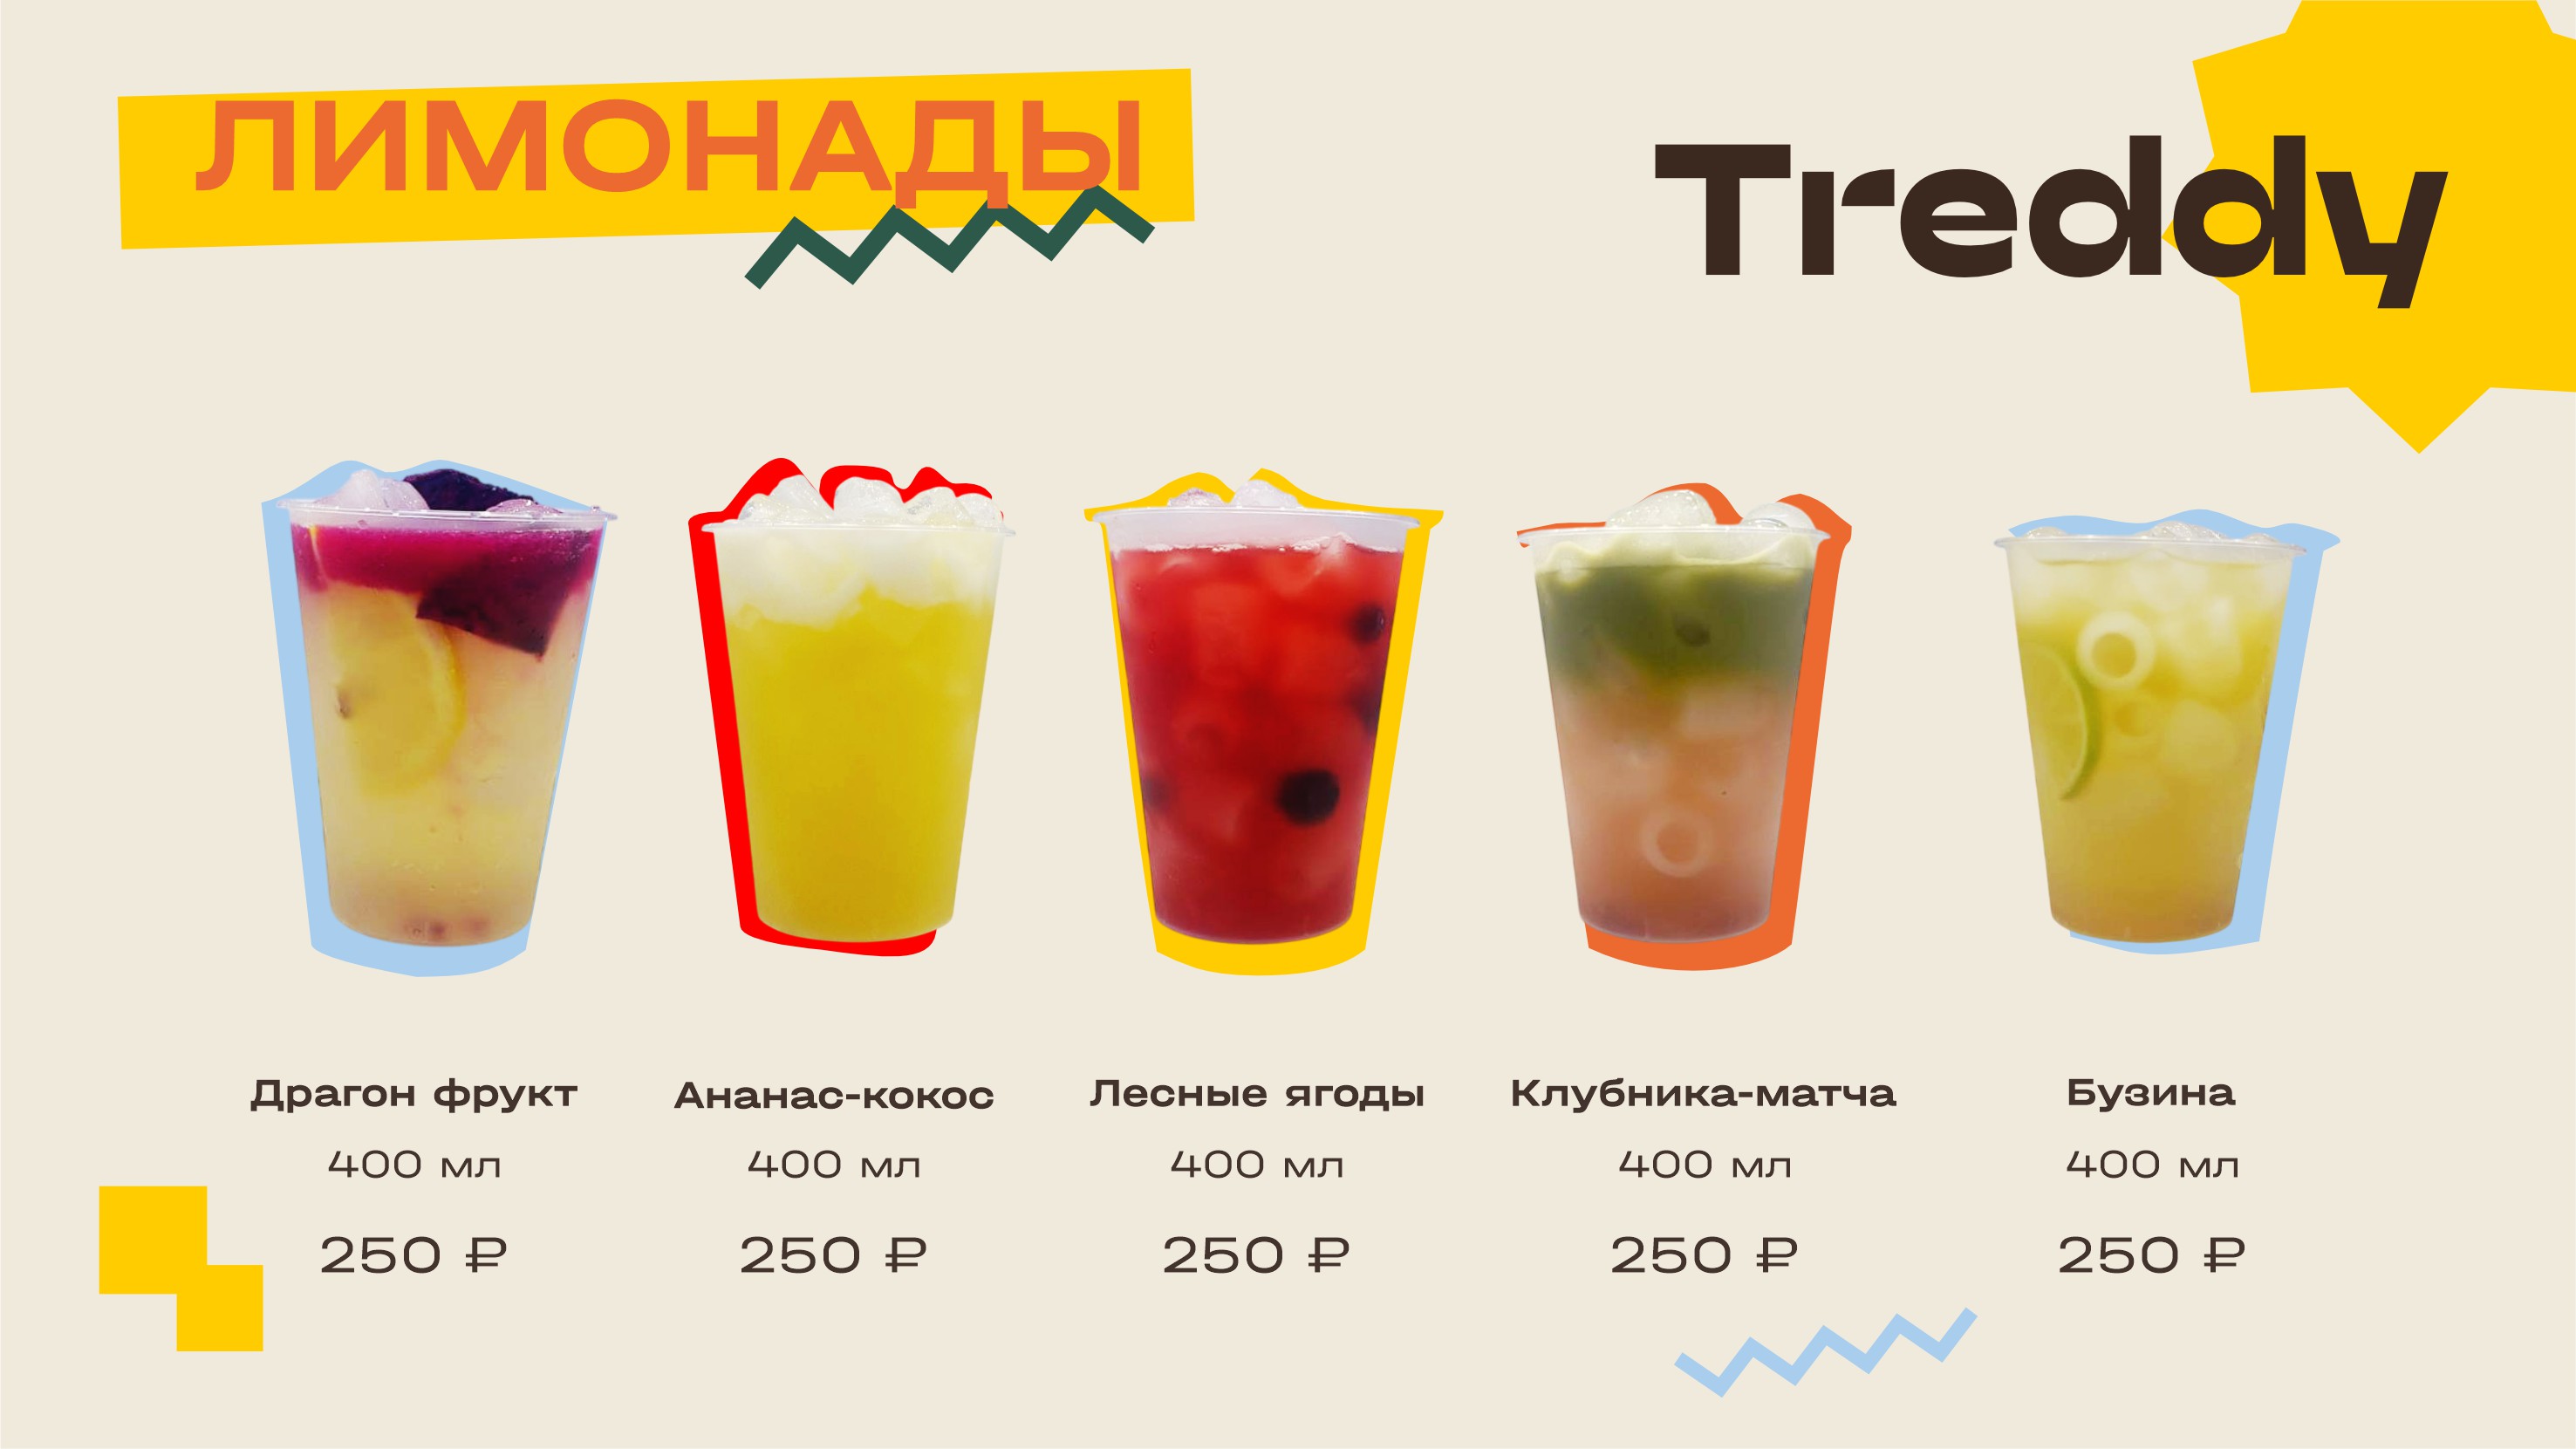 ЛИМОНАДЫ
Treddy
Драгон фрукт
400 мл
250 ₽
Ананас-кокос
400 мл
250 ₽
Лесные ягоды
400 мл
250 ₽
Клубника-матча
400 мл
250 ₽
Бузина
400 мл
250 ₽